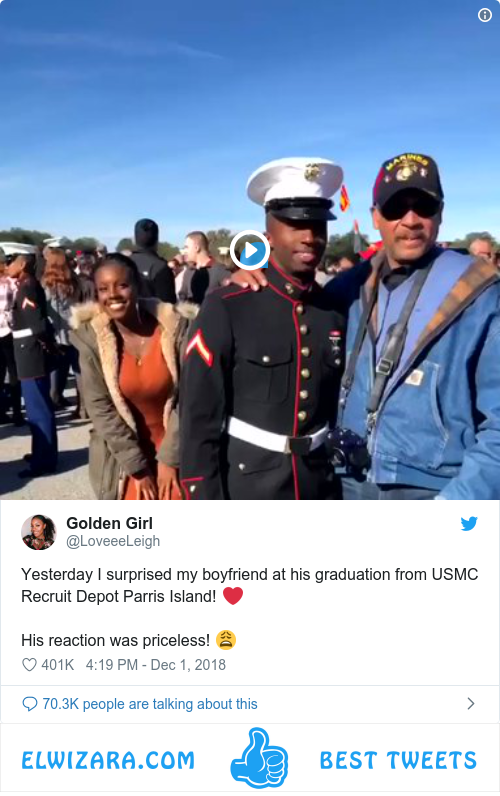 MARINES
Golden Girl
@LoveeeLeigh
Yesterday I surprised my boyfriend at his graduation from USMC
Recruit Depot Parris Island! ❤️
His reaction was priceless! 😩
401K 4:19 PM - Dec 1, 2018
70.3K people are talking about this
ELWIZARA.COM BEST TWEETS